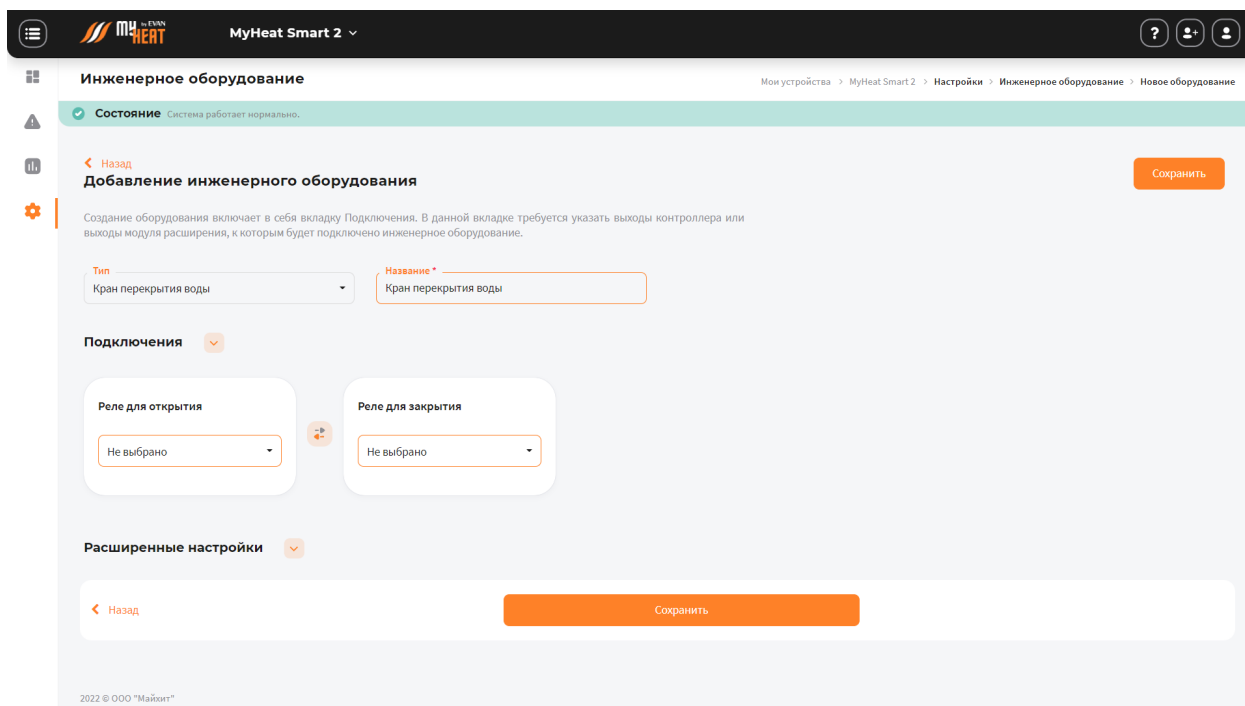 MYHEAT by EVAN
MyHeat Smart 2
?
Инженерное оборудование
Мои устройства > MyHeat Smart 2 > Настройки > Инженерное оборудование > Новое оборудование
Состояние Система работает нормально.
Назад
Добавление инженерного оборудования
Сохранить
Создание оборудования включает в себя вкладку Подключения. В данной вкладке требуется указать выходы контроллера или
выходы модуля расширения, к которым будет подключено инженерное оборудование.
Тип
Кран перекрытия воды
Название *
Кран перекрытия воды
Подключения
Реле для открытия
Не выбрано
Реле для закрытия
Не выбрано
Расширенные настройки
Назад
Сохранить
2022 © ООО "Майхит"